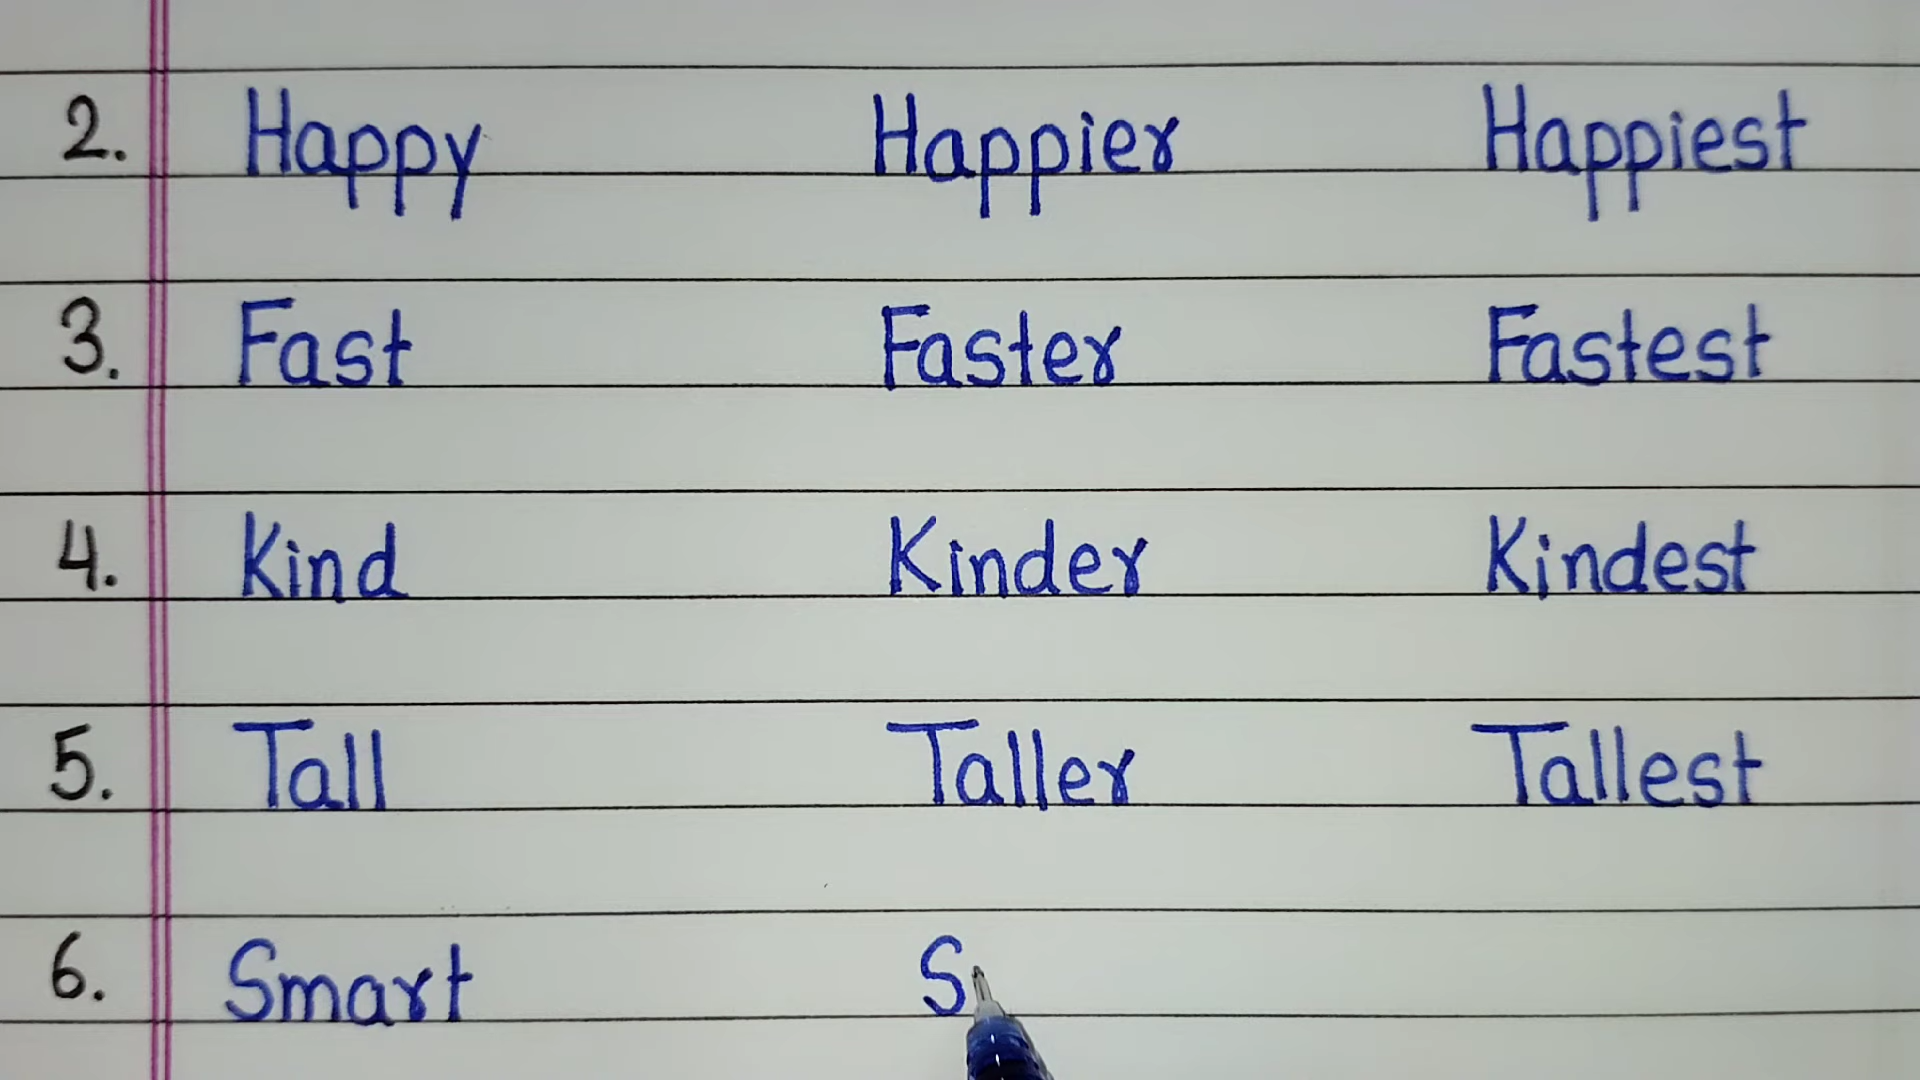 2. Happy Happier Happiest
3. Fast Faster Fastest
4. Kind Kinder Kindest
5. Tall Taller Tallest
6. Smart S